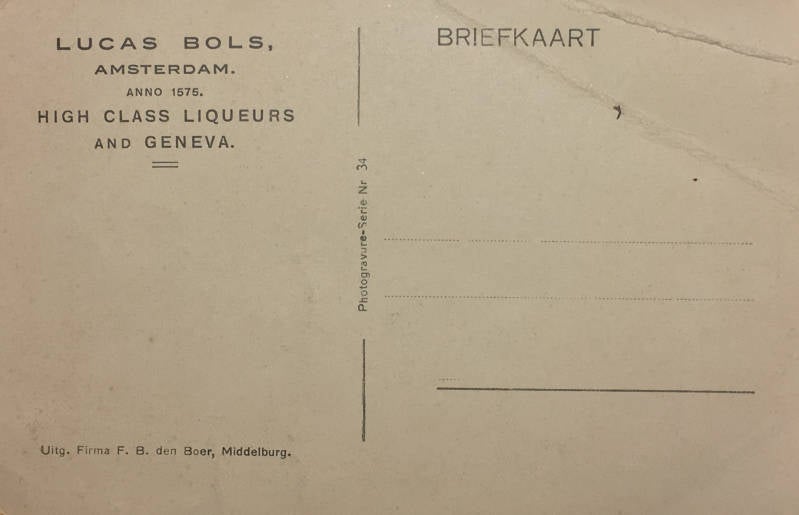 LUCAS BOLS,
AMSTERDAM.
ANNO 1575.
HIGH CLASS LIQUEURS
AND GENEVA.
Uitg. Firma F. B. den Boer, Middelburg.
Photogravure-Serie Nr 34
BRIEFKAART